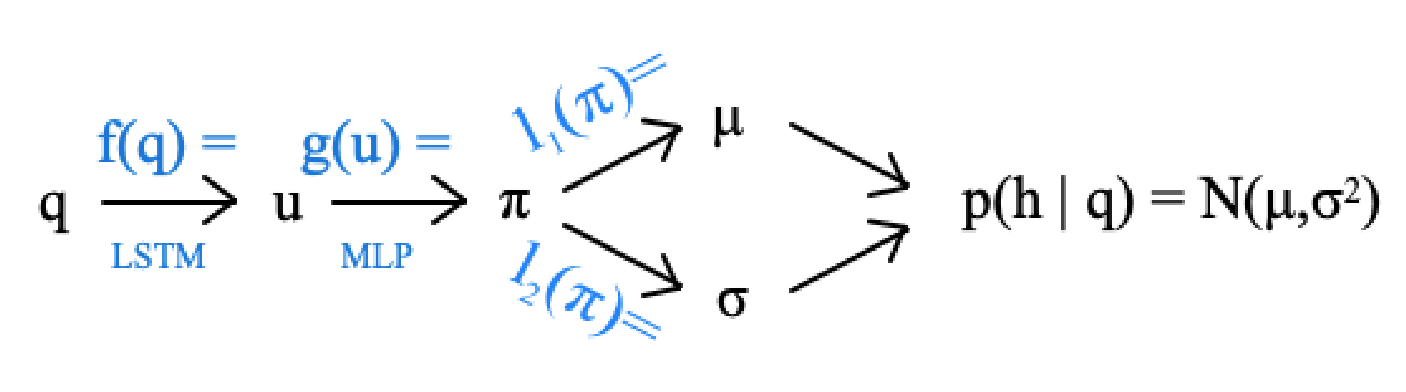 l₁(π)=
μ
f(q) =
g(u) =
q
u
π
p(h | q) = N(μ,σ²)
LSTM
MLP
l₂(π)=
σ